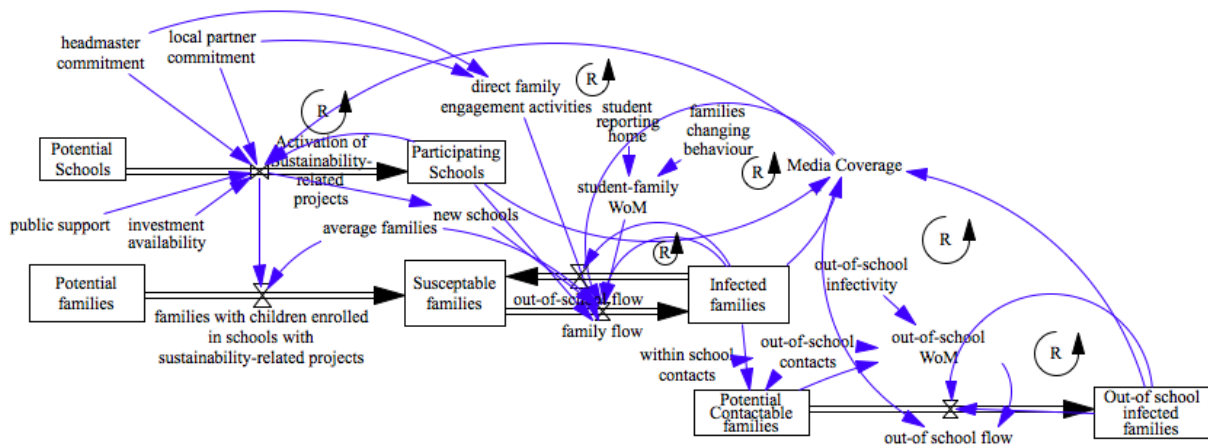 headmaster
commitment
local partner
commitment
R
R
direct family
engagement activities
student
reporting
home
families
changing
behaviour
Potential
Schools
Activation of
Sustainability-
related
projects
Participating
Schools
R
Media Coverage
student-family
WoM
public support
investment
availability
average families
new schools
R
R
Potential
families
families with children enrolled
in schools with
sustainability-related projects
Susceptable
families
out-of-school flow
family flow
Infected
families
out-of-school
infectivity
within school
contacts
out-of-school
contacts
out-of-school
WoM
R
Potential
Contactable
families
out-of school flow
Out-of school
infected
families